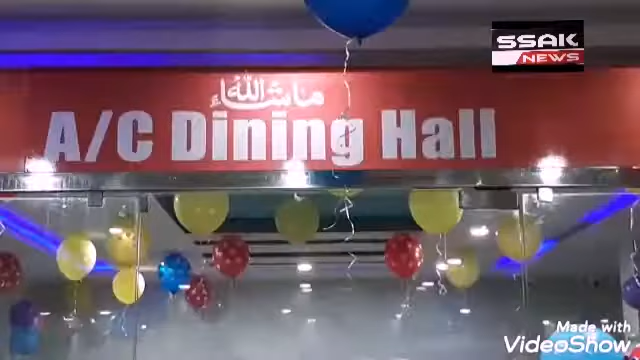 SSAK
NEWS
ماشاءالله
A/C Dining Hall
Made with
VideoShow